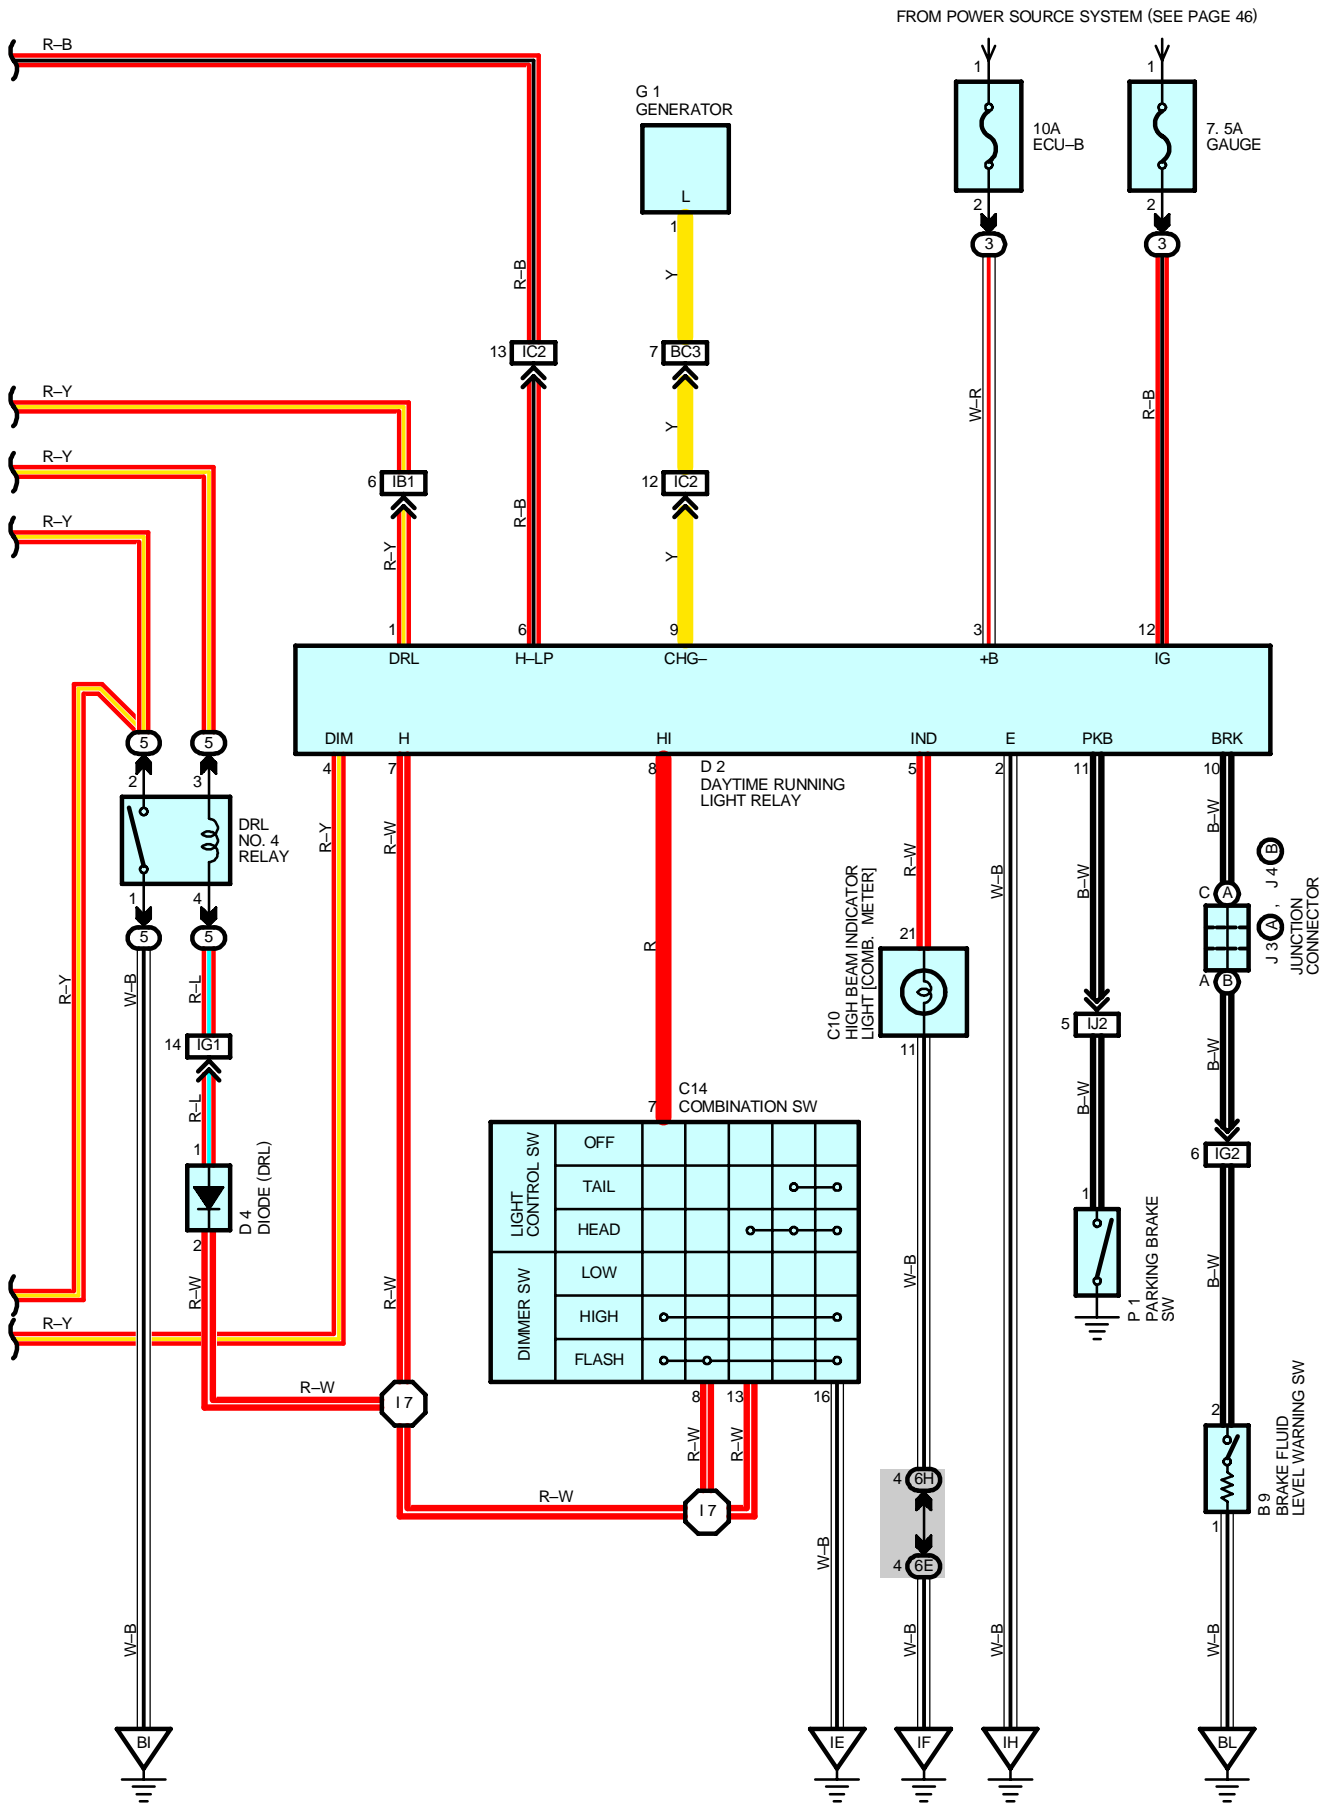 FROM POWER SOURCE SYSTEM (SEE PAGE 46)
R–B
G 1
GENERATOR
L
1
1
1
10A
ECU–B
7. 5A
GAUGE
2
2
3
3
Y
R–B
13 IC2
7 BC3
R–Y
W–R
R–B
Y
R–Y
6 IB1
12 IC2
R–B
R–Y
R–Y
Y
1
6
9
3
12
DRL
H–LP
CHG–
+B
IG
DIM
H
HI
IND
E
PKB
BRK
5
5
4
7
8
D 2
DAYTIME RUNNING
LIGHT RELAY
5
2
11
10
2
3
DRL
NO. 4
RELAY
R–Y
R–W
R–W
W–B
B–W
B–W
1
4
C A
J 3 A , J 4 B
JUNCTION
CONNECTOR
5
5
R
21
C10
HIGH BEAM INDICATOR
LIGHT [COMB. METER]
A B
R–Y
W–B
R–L
14 IG1
11
5 IJ2
B–W
R–L
B–W
C14
COMBINATION SW
7
1
D 4
DIODE (DRL)
2
LIGHT
CONTROL SW
OFF
TAIL
HEAD
DIMMER SW
LOW
HIGH
FLASH
6 IG2
1
P 1
PARKING BRAKE
SW
R–W
R–W
W–B
B–W
R–Y
R–W
I 7
8
13
16
2
B 9
BRAKE FLUID
LEVEL WARNING SW
1
R–W
R–W
R–W
I 7
4 6H
4 6E
W–B
W–B
W–B
W–B
W–B
BI
IE
IF
IH
BL